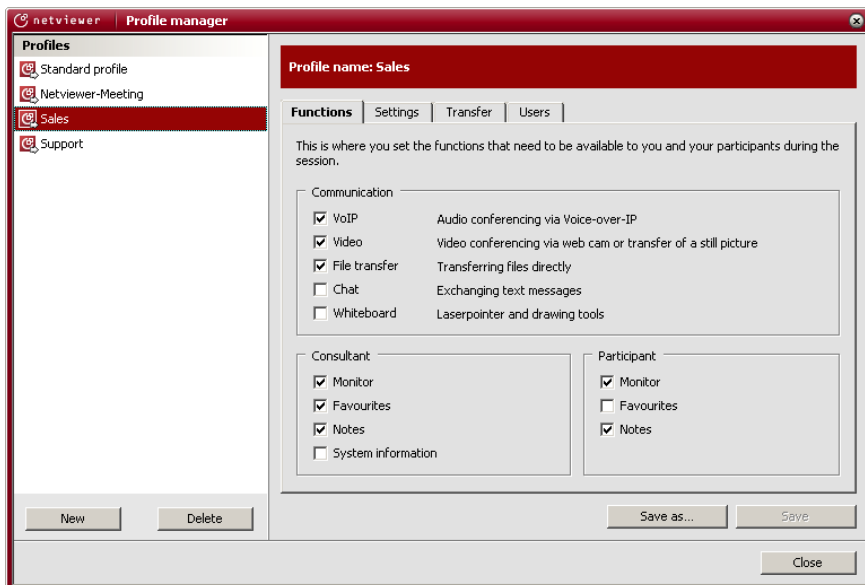 netviewer Profile manager
Profiles
Standard profile
Netviewer-Meeting
Sales
Support
New
Delete
Profile name: Sales
Functions Settings Transfer Users
This is where you set the functions that need to be available to you and your participants during the
session.
Communication
VoIP Audio conferencing via Voice-over-IP
Video Video conferencing via web cam or transfer of a still picture
File transfer Transferring files directly
Chat Exchanging text messages
Whiteboard Laserpointer and drawing tools
Consultant
Monitor
Favourites
Notes
System information
Participant
Monitor
Favourites
Notes
Save as...
Save
Close